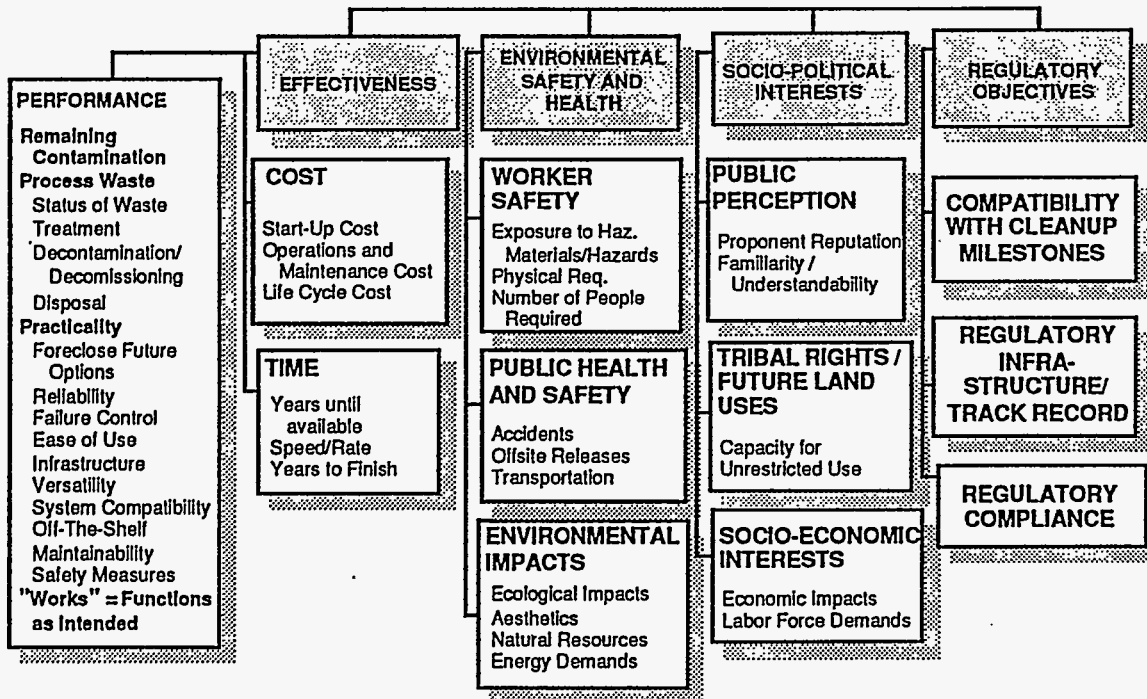 EFFECTIVENESS
ENVIRONMENTAL
SAFETY AND
HEALTH
SOCIO-POLITICAL
INTERESTS
REGULATORY
OBJECTIVES
PERFORMANCE
Remaining
Contamination
Process Waste
Status of Waste
Treatment
Decontamination/
Decomissioning
Disposal
Practicality
Foreclose Future
Options
Reliability
Failure Control
Ease of Use
Infrastructure
Versatility
System Compatibility
Off-The-Shelf
Maintainability
Safety Measures
"Works" = Functions
as Intended
COST
Start-Up Cost
Operations and
Maintenance Cost
Life Cycle Cost
TIME
Years until
available
Speed/Rate
Years to Finish
WORKER
SAFETY
Exposure to Haz.
Materials/Hazards
Physical Req.
Number of People
Required
PUBLIC HEALTH
AND SAFETY
Accidents
Offsite Releases
Transportation
ENVIRONMENTAL
IMPACTS
Ecological Impacts
Aesthetics
Natural Resources
Energy Demands
PUBLIC
PERCEPTION
Proponent Reputation
Familiarity /
Understandability
TRIBAL RIGHTS /
FUTURE LAND
USES
Capacity for
Unrestricted Use
SOCIO-ECONOMIC
INTERESTS
Economic Impacts
Labor Force Demands
COMPATIBILITY
WITH CLEANUP
MILESTONES
REGULATORY
INFRA-
STRUCTURE/
TRACK RECORD
REGULATORY
COMPLIANCE